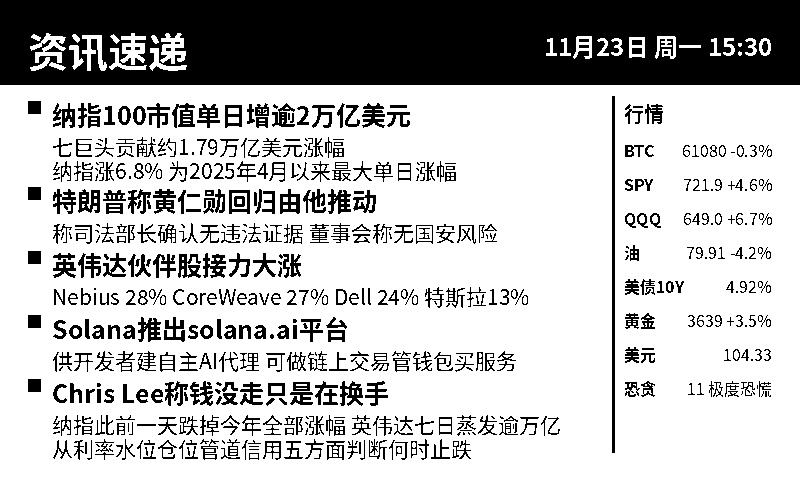 资讯速递
11月23日 周一 15:30
纳指100市值单日增逾2万亿美元
七巨头贡献约1.79万亿美元涨幅
纳指涨6.8% 为2025年4月以来最大单日涨幅
特朗普称黄仁勋回归由他推动
称司法部长确认无违法证据 董事会称无国安风险
英伟达伙伴股接力大涨
Nebius 28% CoreWeave 27% Dell 24% 特斯拉13%
Solana推出solana.ai平台
供开发者建自主AI代理 可做链上交易管钱包买服务
Chris Lee称钱没走只是在换手
纳指此前一天跌掉今年全部涨幅 英伟达七日蒸发逾万亿
从利率水位仓位管道信用五方面判断何时止跌
行情
BTC 61080 -0.3%
SPY 721.9 +4.6%
QQQ 649.0 +6.7%
油 79.91 -4.2%
美债10Y 4.92%
黄金 3639 +3.5%
美元 104.33
恐贪 11 极度恐慌